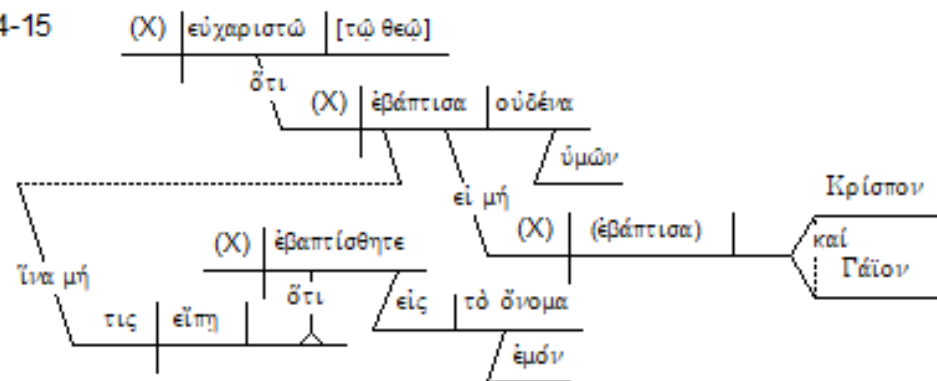 4-15 (X) εὐχαριστῶ [τῷ θεῷ]
ὅτι (X) ἐβάπτισα οὐδένα
ὑμῶν
εἰ μή (X) (ἐβάπτισα) Κρίσπον
καί
Γάϊον
(X) ἐβαπτίσθητε
ἵνα μή ὅτι εἰς τὸ ὄνομα
τις εἴπῃ
ἐμόν